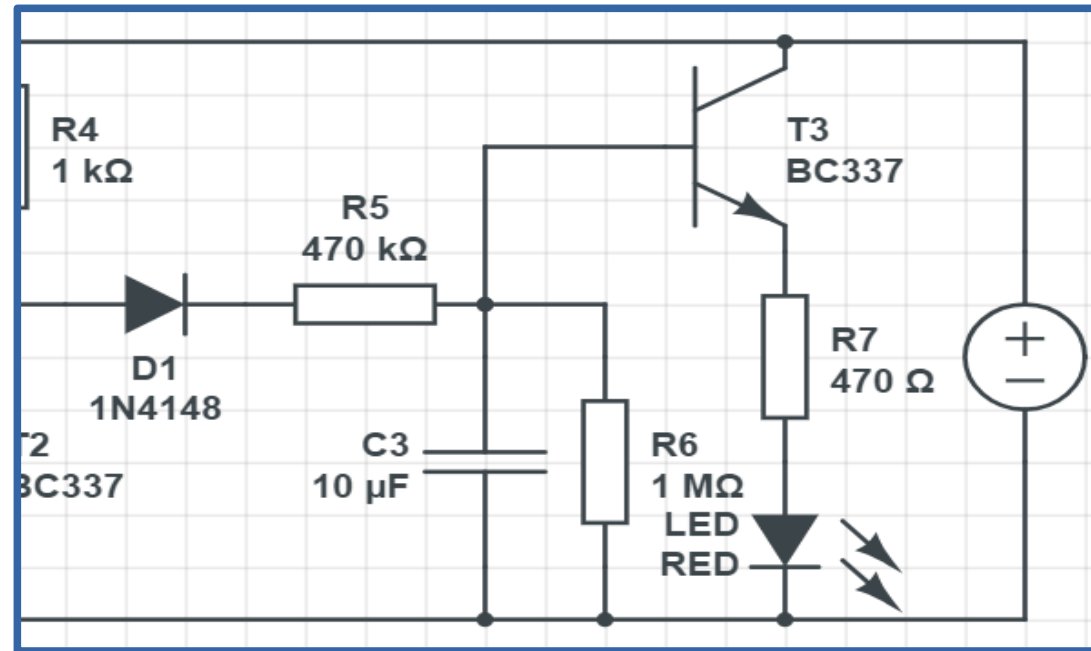 R4
1 kΩ
T3
BC337
R5
470 kΩ
D1
1N4148
R7
470 Ω
C3
10 µF
R6
1 MΩ
LED
RED